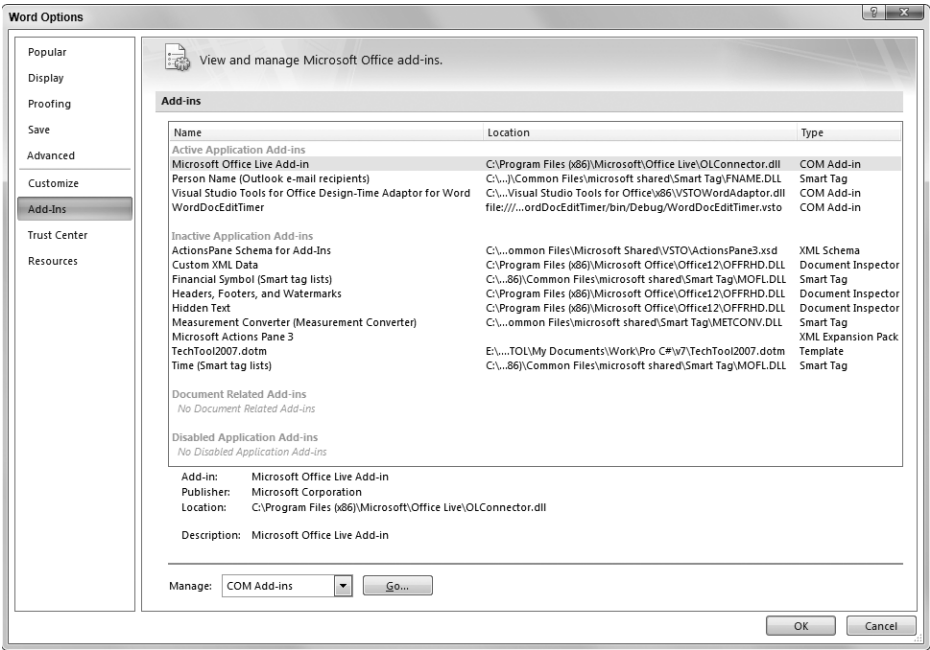 Word Options
Popular
Display
Proofing
Save
Advanced
Customize
Add-Ins
Trust Center
Resources
View and manage Microsoft Office add-ins.
Add-ins
Name Location Type
Active Application Add-ins
Microsoft Office Live Add-in C:\Program Files (x86)\Microsoft\Office Live\OLConnector.dll COM Add-in
Person Name (Outlook e-mail recipients) C:\...)\Common Files\microsoft shared\Smart Tag\FNAME.DLL Smart Tag
Visual Studio Tools for Office Design-Time Adaptor for Word C:\...Visual Studio Tools for Office\x86\VSTOWordAdaptor.dll COM Add-in
WordDocEditTimer file:///...ordDocEditTimer/bin/Debug/WordDocEditTimer.vsto COM Add-in
Inactive Application Add-ins
ActionsPane Schema for Add-Ins C:\...ommon Files\Microsoft Shared\VSTO\ActionsPane3.xsd XML Schema
Custom XML Data C:\Program Files (x86)\Microsoft Office\Office12\OFFRHD.DLL Document Inspector
Financial Symbol (Smart tag lists) C:\...86)\Common Files\microsoft shared\Smart Tag\MOFL.DLL Smart Tag
Headers, Footers, and Watermarks C:\Program Files (x86)\Microsoft Office\Office12\OFFRHD.DLL Document Inspector
Hidden Text C:\Program Files (x86)\Microsoft Office\Office12\OFFRHD.DLL Document Inspector
Measurement Converter (Measurement Converter) C:\...ommon Files\microsoft shared\Smart Tag\METCONV.DLL Smart Tag
Microsoft Actions Pane 3 XML Expansion Pack
TechTool2007.dotm E:\....TOL\My Documents\Work\Pro C#\v7\TechTool2007.dotm Template
Time (Smart tag lists) C:\...86)\Common Files\microsoft shared\Smart Tag\MOFL.DLL Smart Tag
Document Related Add-ins
No Document Related Add-ins
Disabled Application Add-ins
No Disabled Application Add-ins
Add-in: Microsoft Office Live Add-in
Publisher: Microsoft Corporation
Location: C:\Program Files (x86)\Microsoft\Office Live\OLConnector.dll
Description: Microsoft Office Live Add-in
Manage: COM Add-ins Go...
OK Cancel